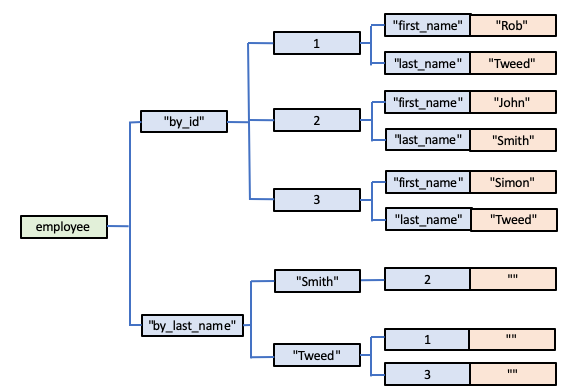 "first_name" "Rob"
1
"last_name" "Tweed"
"first_name" "John"
"by_id" 2
"last_name" "Smith"
"first_name" "Simon"
3
"last_name" "Tweed"
employee
"Smith" 2 ""
"by_last_name"
1 ""
"Tweed"
3 ""